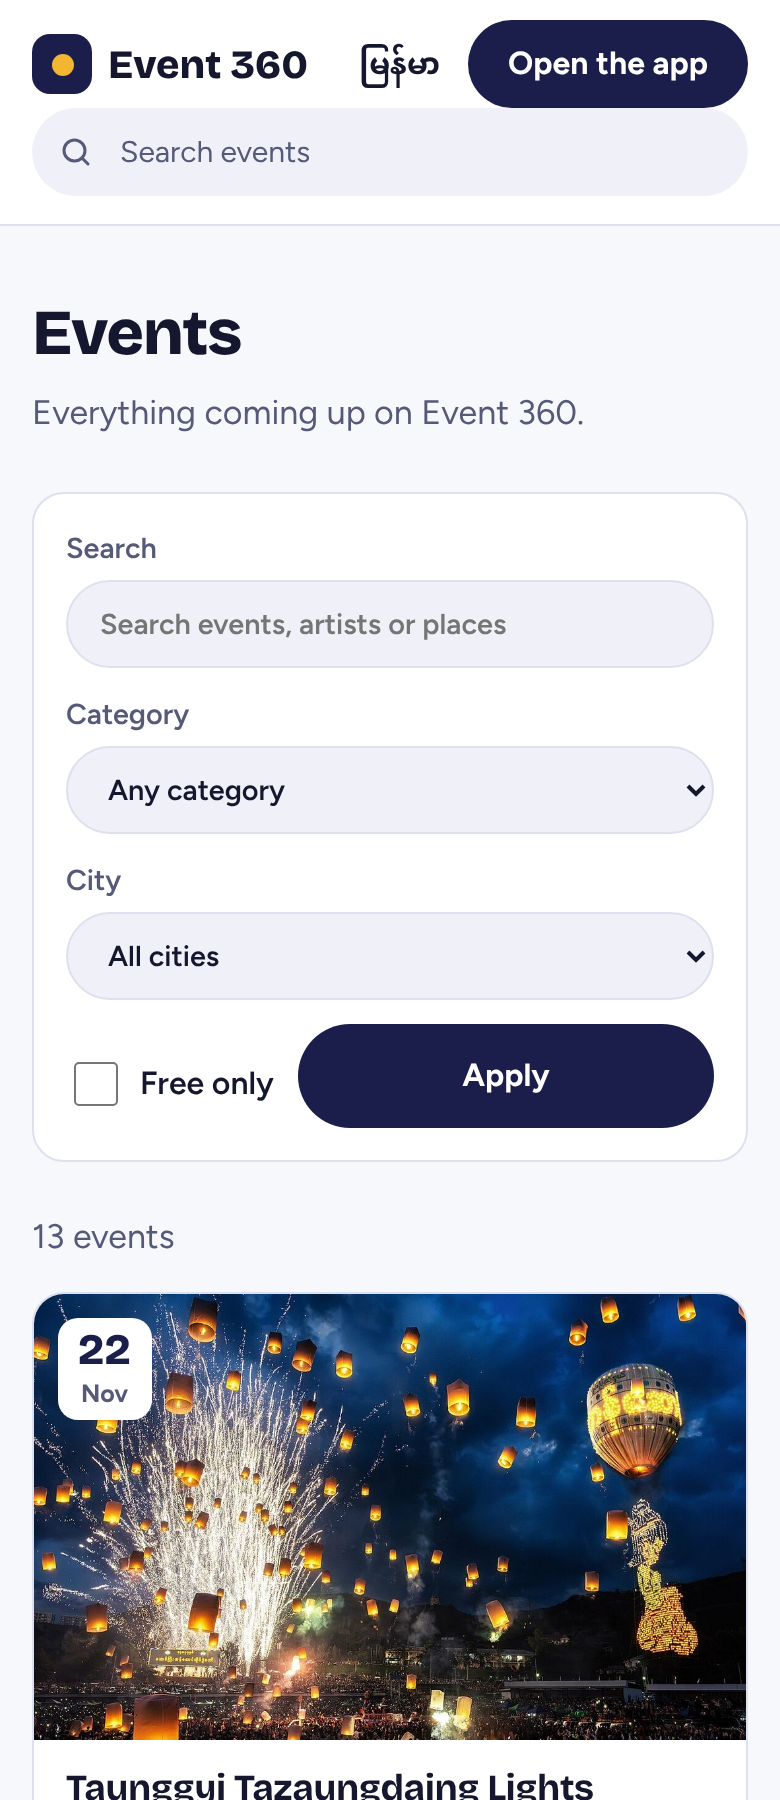 Event 360
မြန်မာ
Open the app
Search events
Events
Everything coming up on Event 360.
Search
Search events, artists or places
Category
Any category
City
All cities
Free only
Apply
13 events
22
Nov
Taunggyi Tazaungdaing Lights